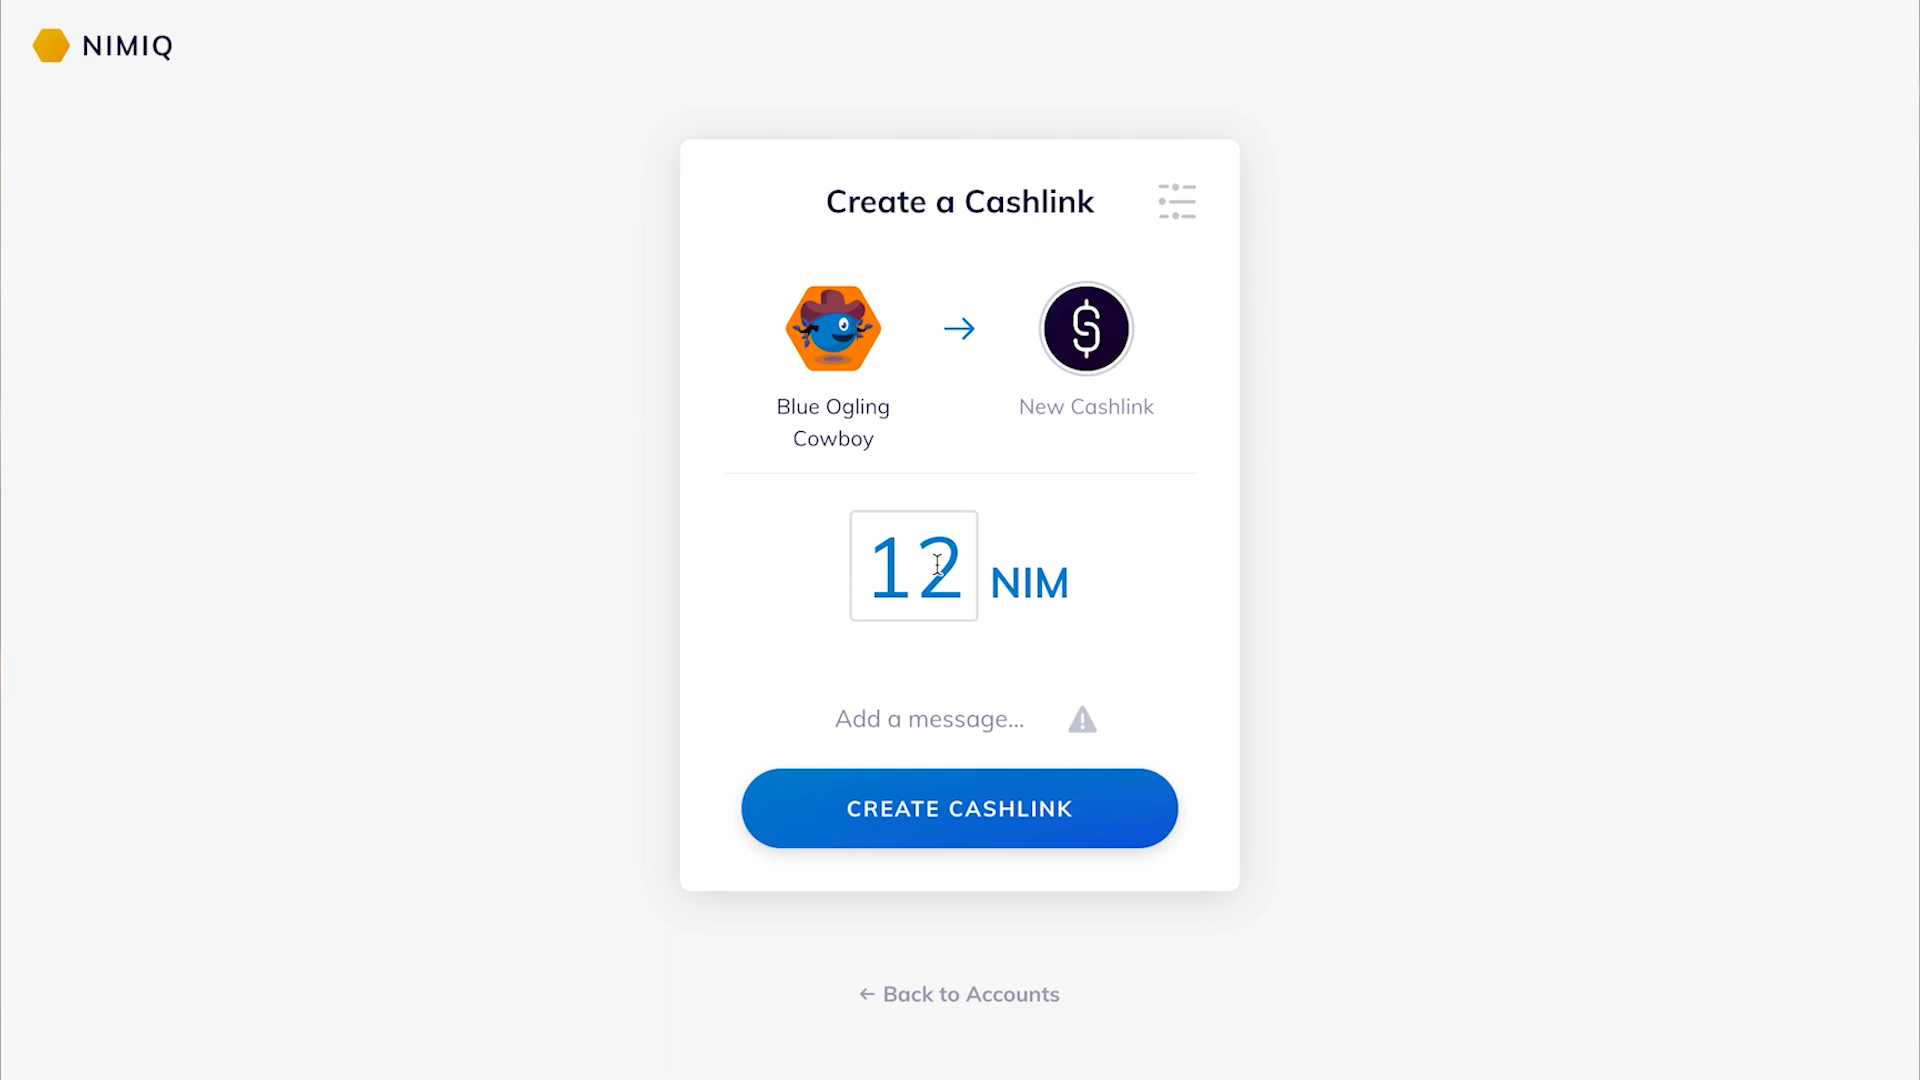 NIMIQ
Create a Cashlink
Blue Ogling
Cowboy
New Cashlink
12 NIM
Add a message...
CREATE CASHLINK
← Back to Accounts